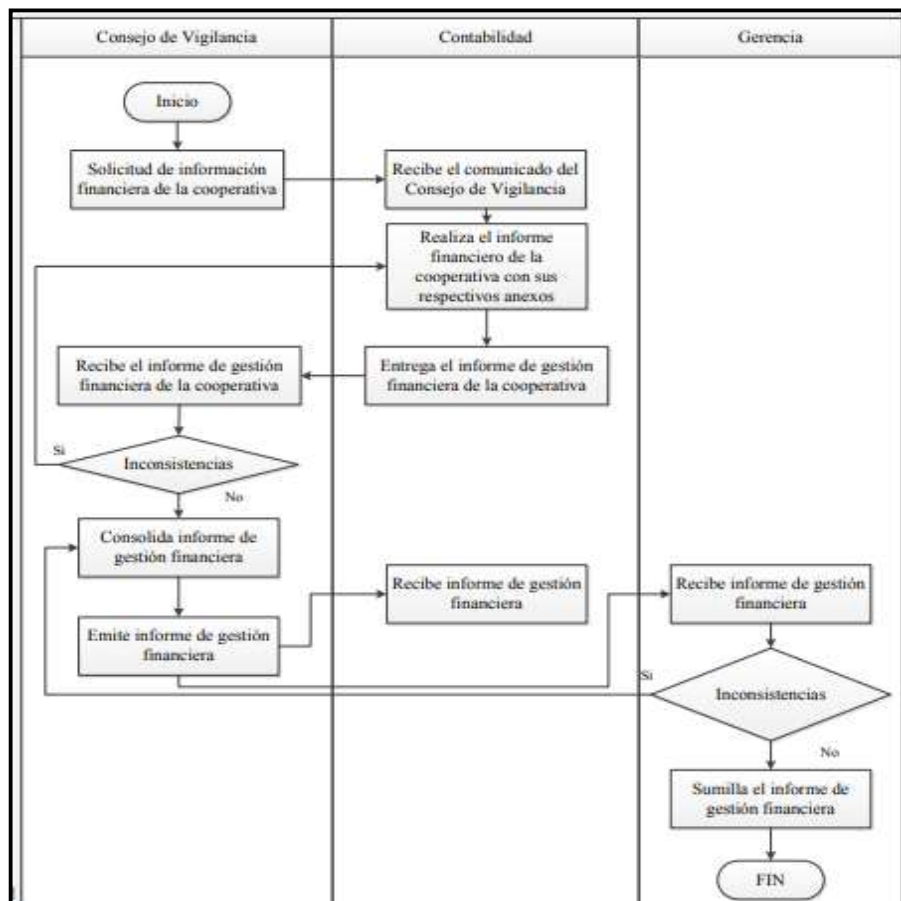 Consejo de Vigilancia
Contabilidad
Gerencia
Inicio
Solicitud de información
financiera de la cooperativa
Recibe el comunicado del
Consejo de Vigilancia
Realiza el informe
financiero de la
cooperativa con sus
respectivos anexos
Recibe el informe de gestión
financiera de la cooperativa
Entrega el informe de gestión
financiera de la cooperativa
Si
Inconsistencias
No
Consolida informe de
gestión financiera
Emite informe de gestión
financiera
Recibe informe de gestión
financiera
Recibe informe de gestión
financiera
Si
Inconsistencias
No
Sumilla el informe de
gestión financiera
FIN